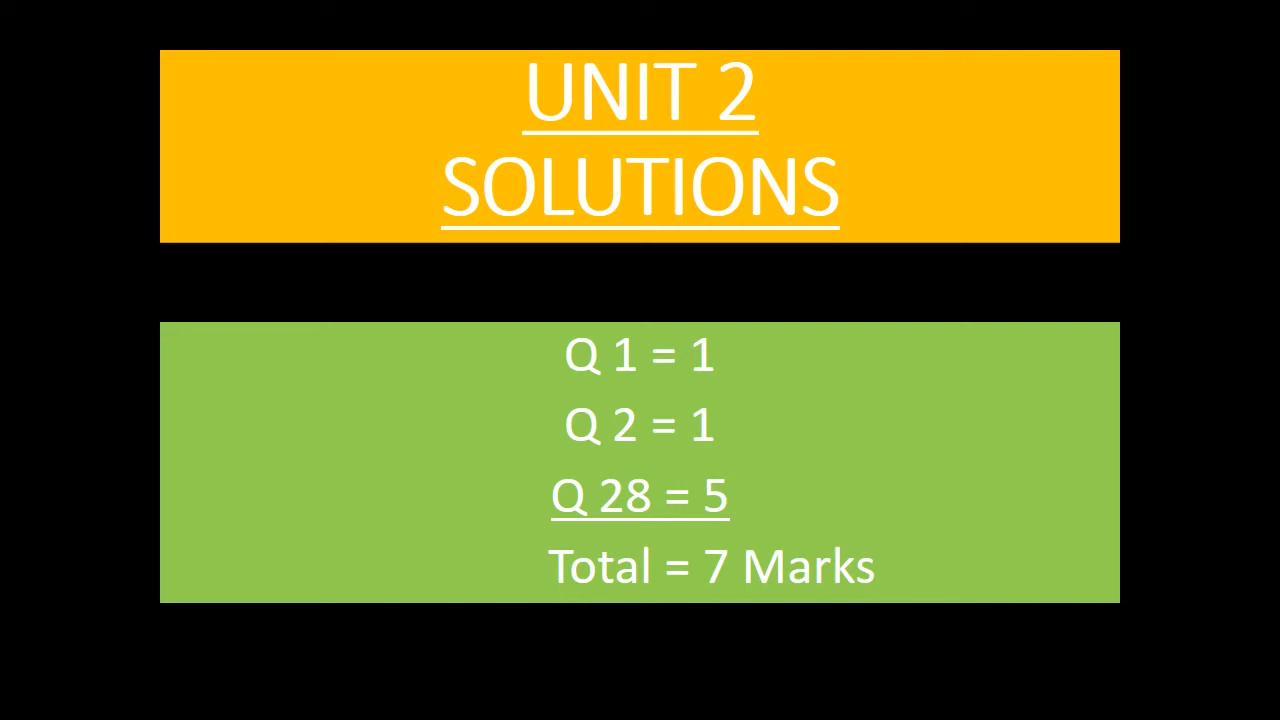 UNIT 2
SOLUTIONS
Q 1 = 1
Q 2 = 1
Q 28 = 5
Total = 7 Marks